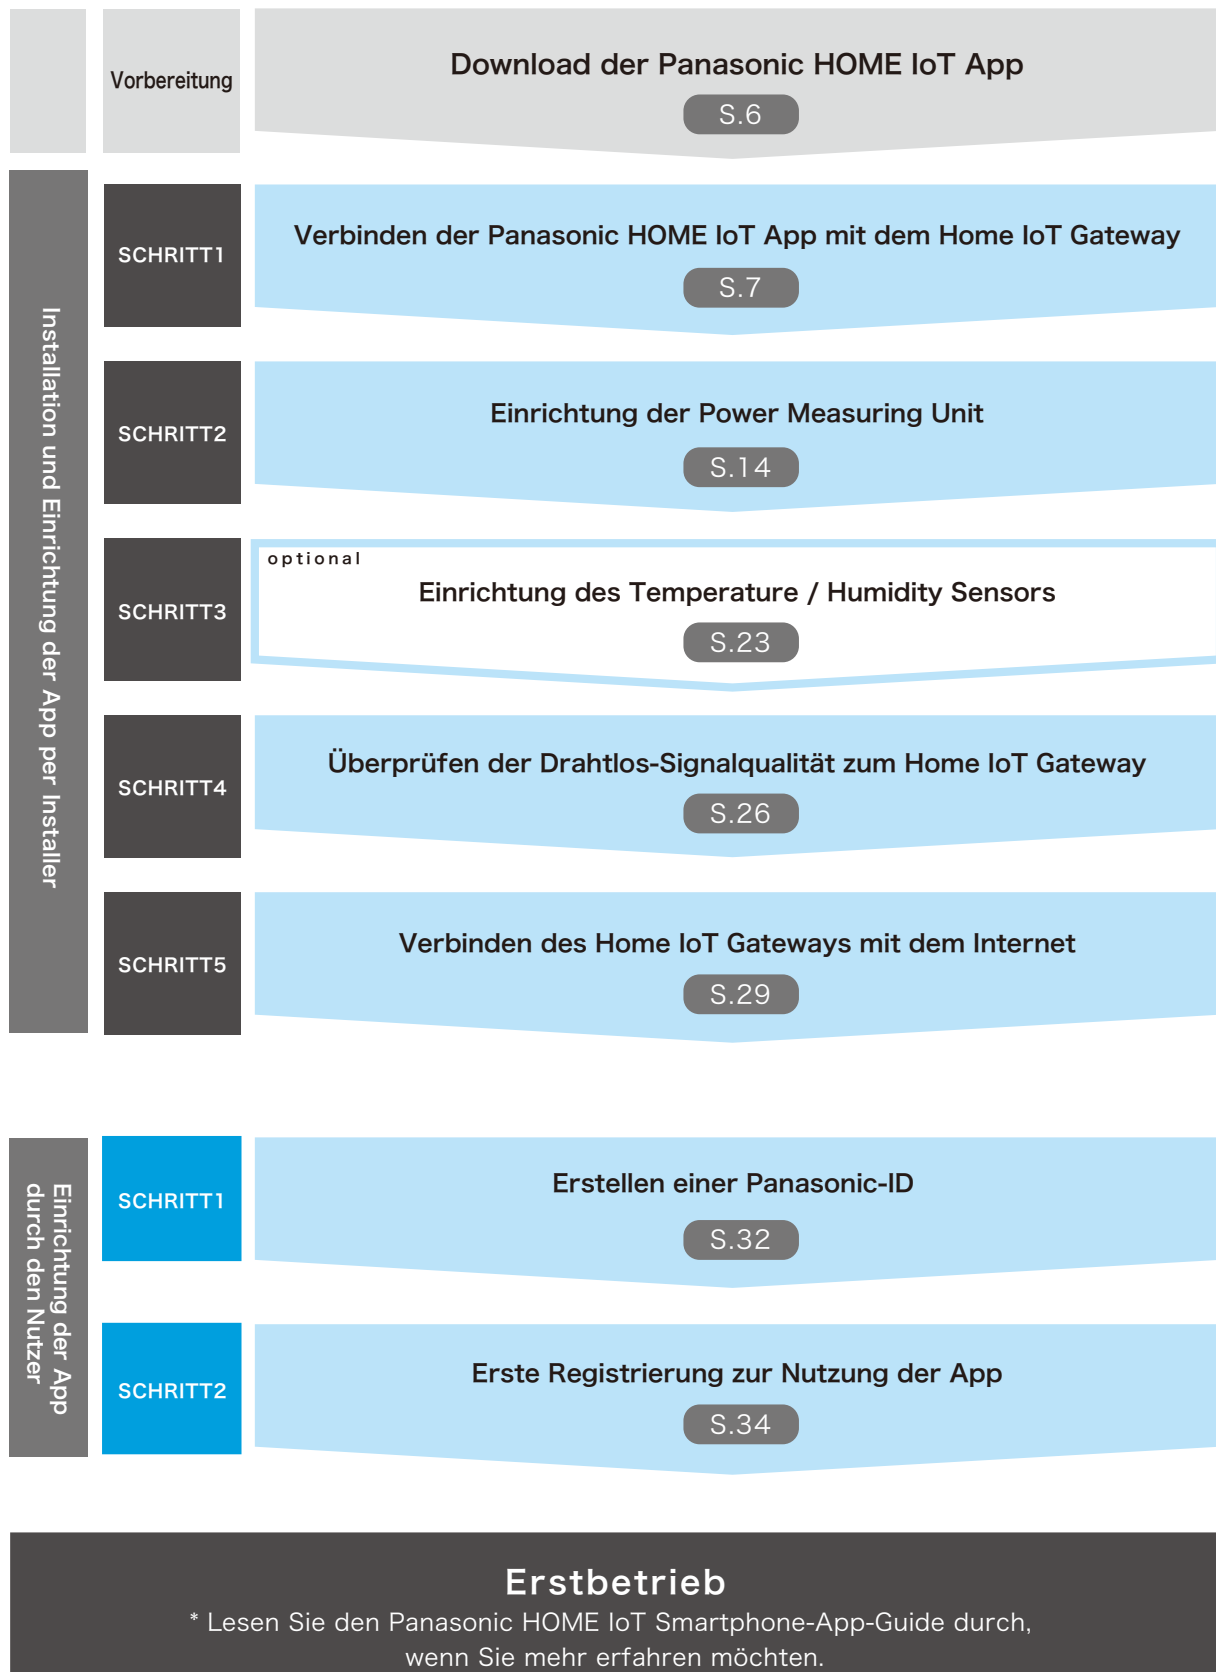 Vorbereitung
Download der Panasonic HOME IoT App
S.6
Installation und Einrichtung der App per Installer
SCHRITT1
Verbinden der Panasonic HOME IoT App mit dem Home IoT Gateway
S.7
SCHRITT2
Einrichtung der Power Measuring Unit
S.14
SCHRITT3
optional
Einrichtung des Temperature / Humidity Sensors
S.23
SCHRITT4
Überprüfen der Drahtlos-Signalqualität zum Home IoT Gateway
S.26
SCHRITT5
Verbinden des Home IoT Gateways mit dem Internet
S.29
Einrichtung der App
durch den Nutzer
SCHRITT1
Erstellen einer Panasonic-ID
S.32
SCHRITT2
Erste Registrierung zur Nutzung der App
S.34
Erstbetrieb
* Lesen Sie den Panasonic HOME IoT Smartphone-App-Guide durch,
wenn Sie mehr erfahren möchten.